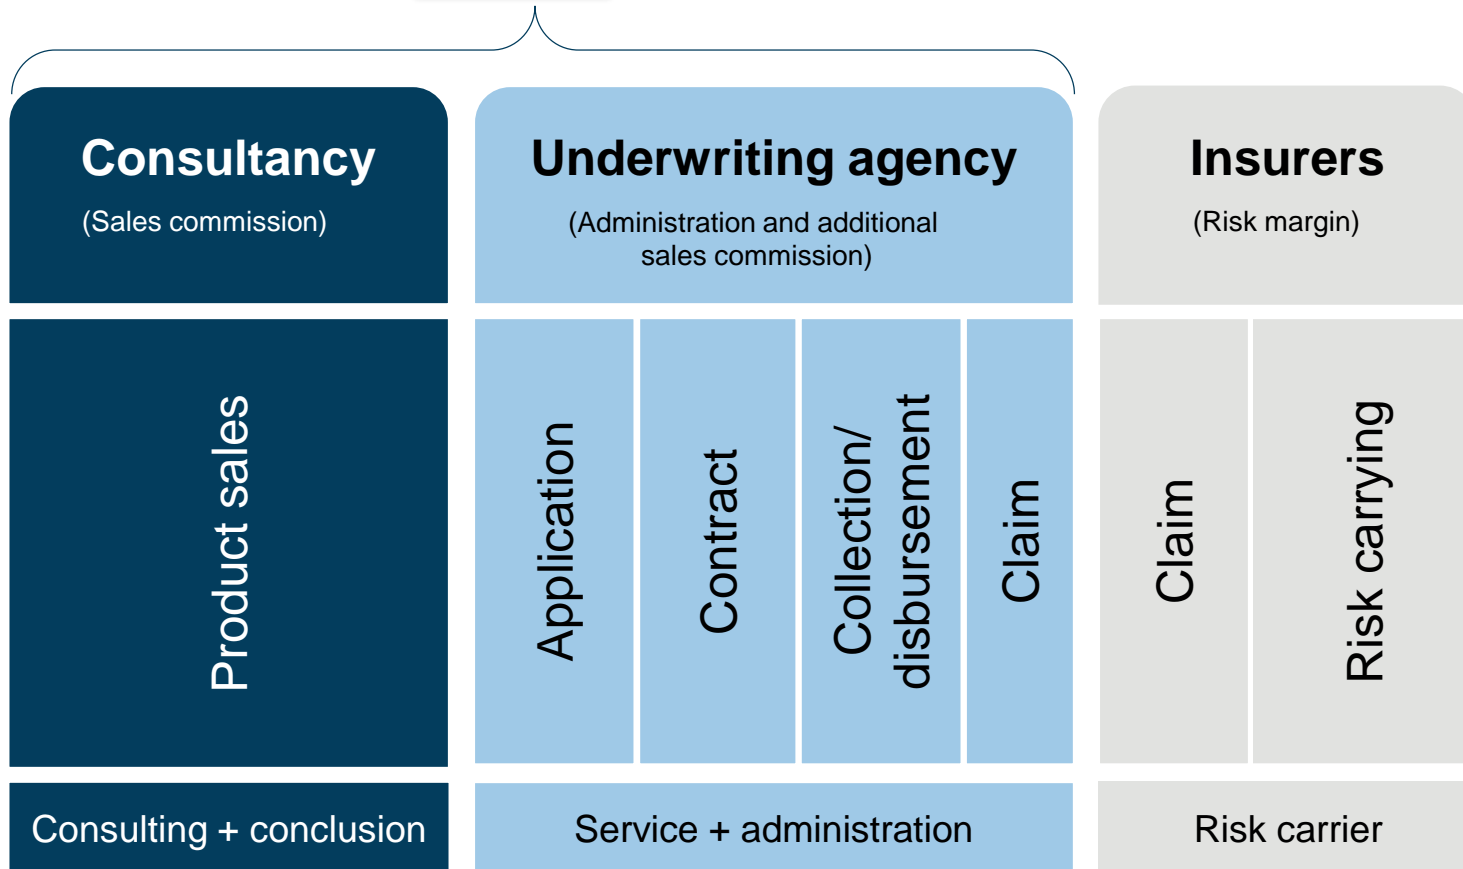 Consultancy
(Sales commission)
Underwriting agency
(Administration and additional
sales commission)
Insurers
(Risk margin)
Product sales
Application
Contract
Collection/
disbursement
Claim
Claim
Risk carrying
Consulting + conclusion
Service + administration
Risk carrier